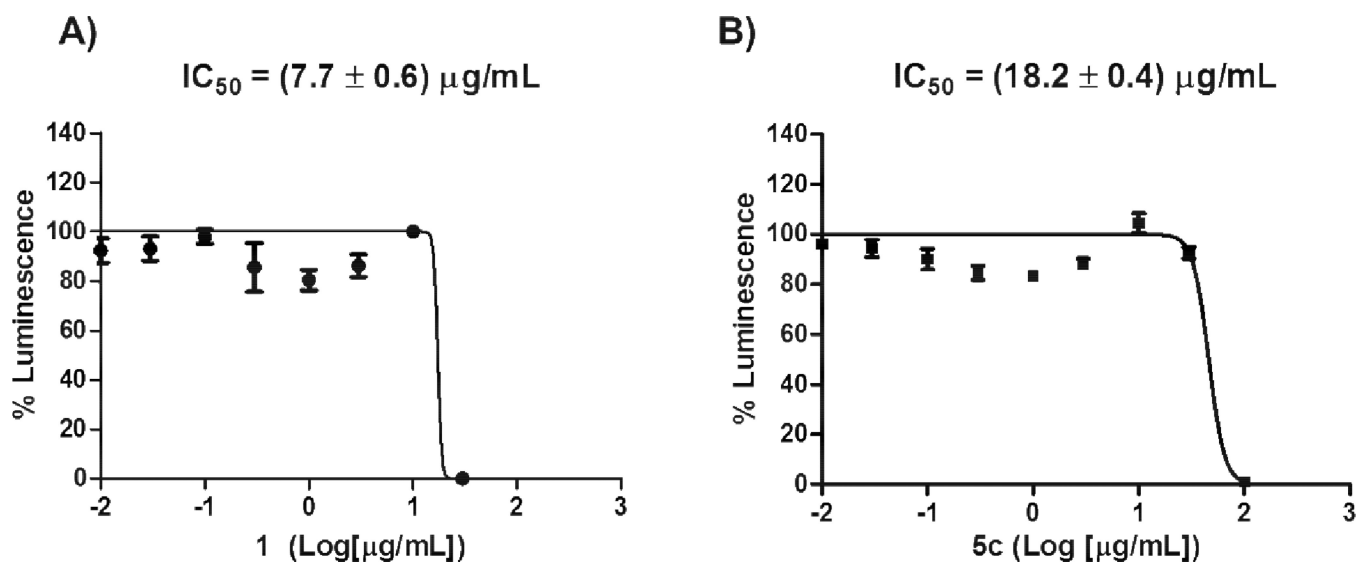 A)
IC50 = (7.7 ± 0.6) μg/mL
% Luminescence
140
120
100
80
60
40
20
0
-2 -1 0 1 2 3
1 (Log[μg/mL])
B)
IC50 = (18.2 ± 0.4) μg/mL
% Luminescence
140
120
100
80
60
40
20
0
-2 -1 0 1 2 3
5c (Log [μg/mL])